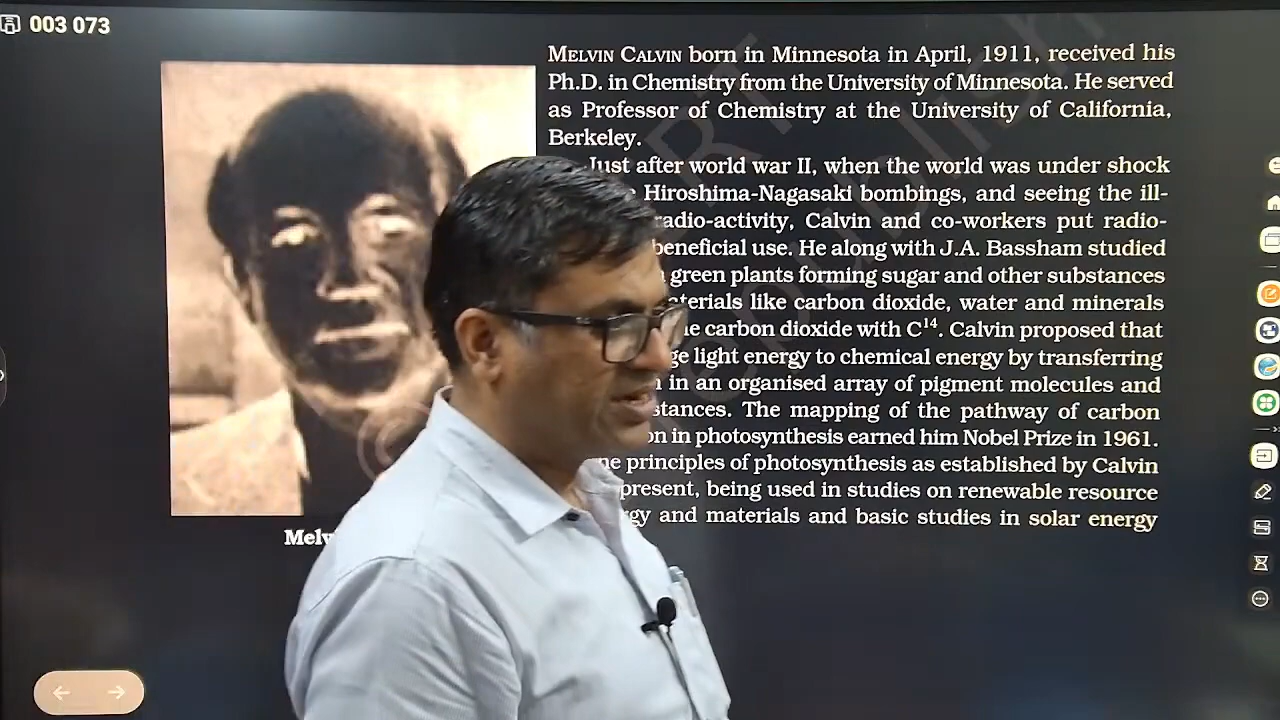 003 073
MELVIN CALVIN born in Minnesota in April, 1911, received his
Ph.D. in Chemistry from the University of Minnesota. He served
as Professor of Chemistry at the University of California,
Berkeley.
Just after world war II, when the world was under shock
Hiroshima-Nagasaki bombings, and seeing the ill-
radio-activity, Calvin and co-workers put radio-
beneficial use. He along with J.A. Bassham studied
green plants forming sugar and other substances
like carbon dioxide, water and minerals
carbon dioxide with C¹⁴. Calvin proposed that
light energy to chemical energy by transferring
in an organised array of pigment molecules and
The mapping of the pathway of carbon
in photosynthesis earned him Nobel Prize in 1961.
principles of photosynthesis as established by Calvin
present, being used in studies on renewable resource
and materials and basic studies in solar energy